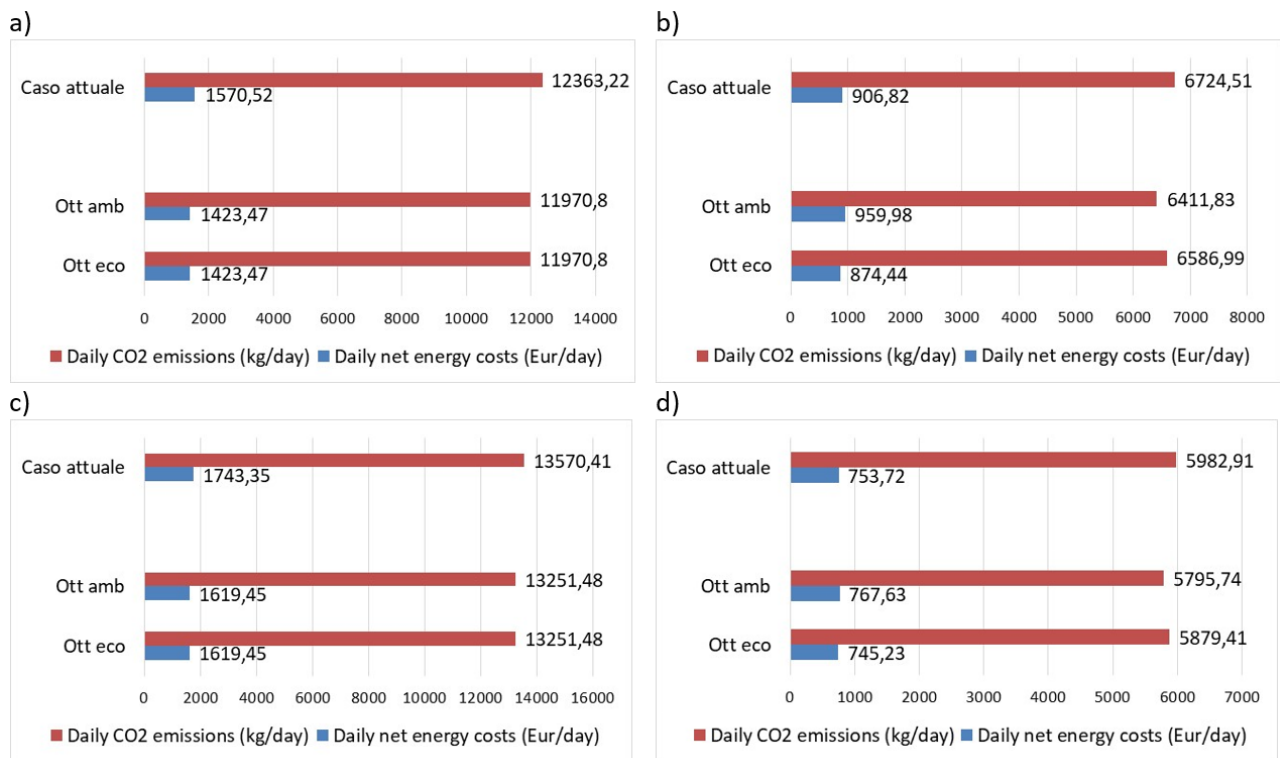 a)
Caso attuale
12363,22
1570,52
Ott amb
11970,8
1423,47
Ott eco
11970,8
1423,47
0 2000 4000 6000 8000 10000 12000 14000
Daily CO2 emissions (kg/day) Daily net energy costs (Eur/day)
b)
Caso attuale
6724,51
906,82
Ott amb
6411,83
959,98
Ott eco
6586,99
874,44
0 1000 2000 3000 4000 5000 6000 7000 8000
Daily CO2 emissions (kg/day) Daily net energy costs (Eur/day)
c)
Caso attuale
13570,41
1743,35
Ott amb
13251,48
1619,45
Ott eco
13251,48
1619,45
0 2000 4000 6000 8000 10000 12000 14000 16000
Daily CO2 emissions (kg/day) Daily net energy costs (Eur/day)
d)
Caso attuale
5982,91
753,72
Ott amb
5795,74
767,63
Ott eco
5879,41
745,23
0 1000 2000 3000 4000 5000 6000 7000
Daily CO2 emissions (kg/day) Daily net energy costs (Eur/day)